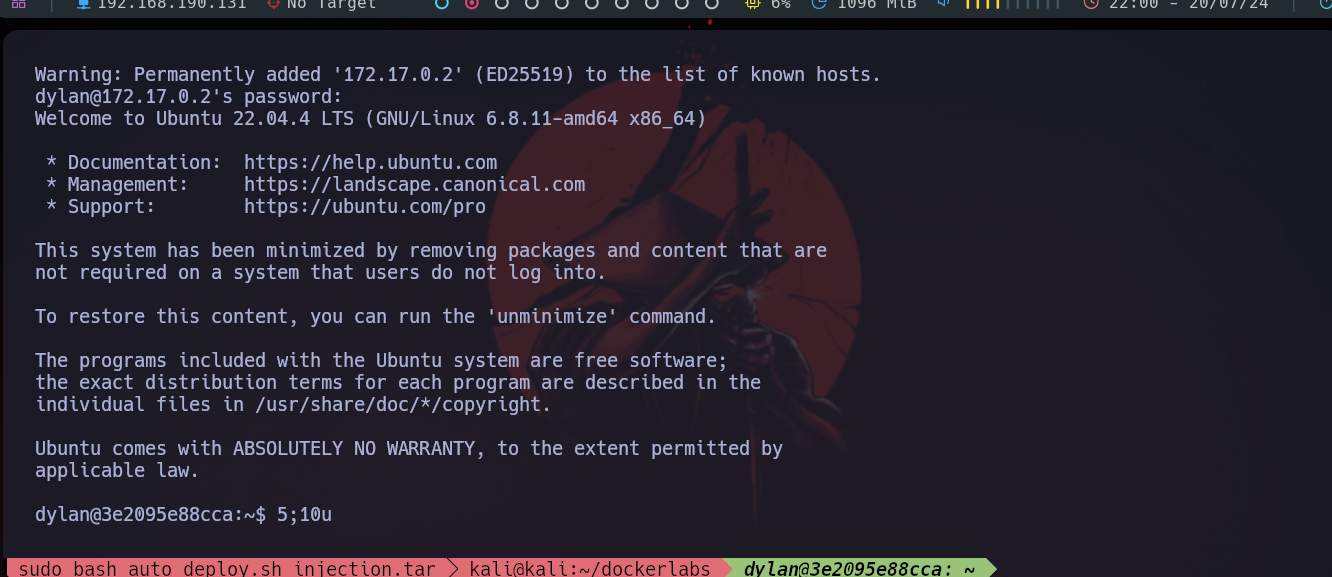 192.168.190.131 No Target 6% 1096 MiB 22:00 - 20/07/24
Warning: Permanently added '172.17.0.2' (ED25519) to the list of known hosts.
dylan@172.17.0.2's password:
Welcome to Ubuntu 22.04.4 LTS (GNU/Linux 6.8.11-amd64 x86_64)
* Documentation: https://help.ubuntu.com
* Management: https://landscape.canonical.com
* Support: https://ubuntu.com/pro
This system has been minimized by removing packages and content that are
not required on a system that users do not log into.
To restore this content, you can run the 'unminimize' command.
The programs included with the Ubuntu system are free software;
the exact distribution terms for each program are described in the
individual files in /usr/share/doc/*/copyright.
Ubuntu comes with ABSOLUTELY NO WARRANTY, to the extent permitted by
applicable law.
dylan@3e2095e88cca:~$ 5;10u
sudo bash auto_deploy.sh injection.tar kali@kali:~/dockerlabs dylan@3e2095e88cca: ~